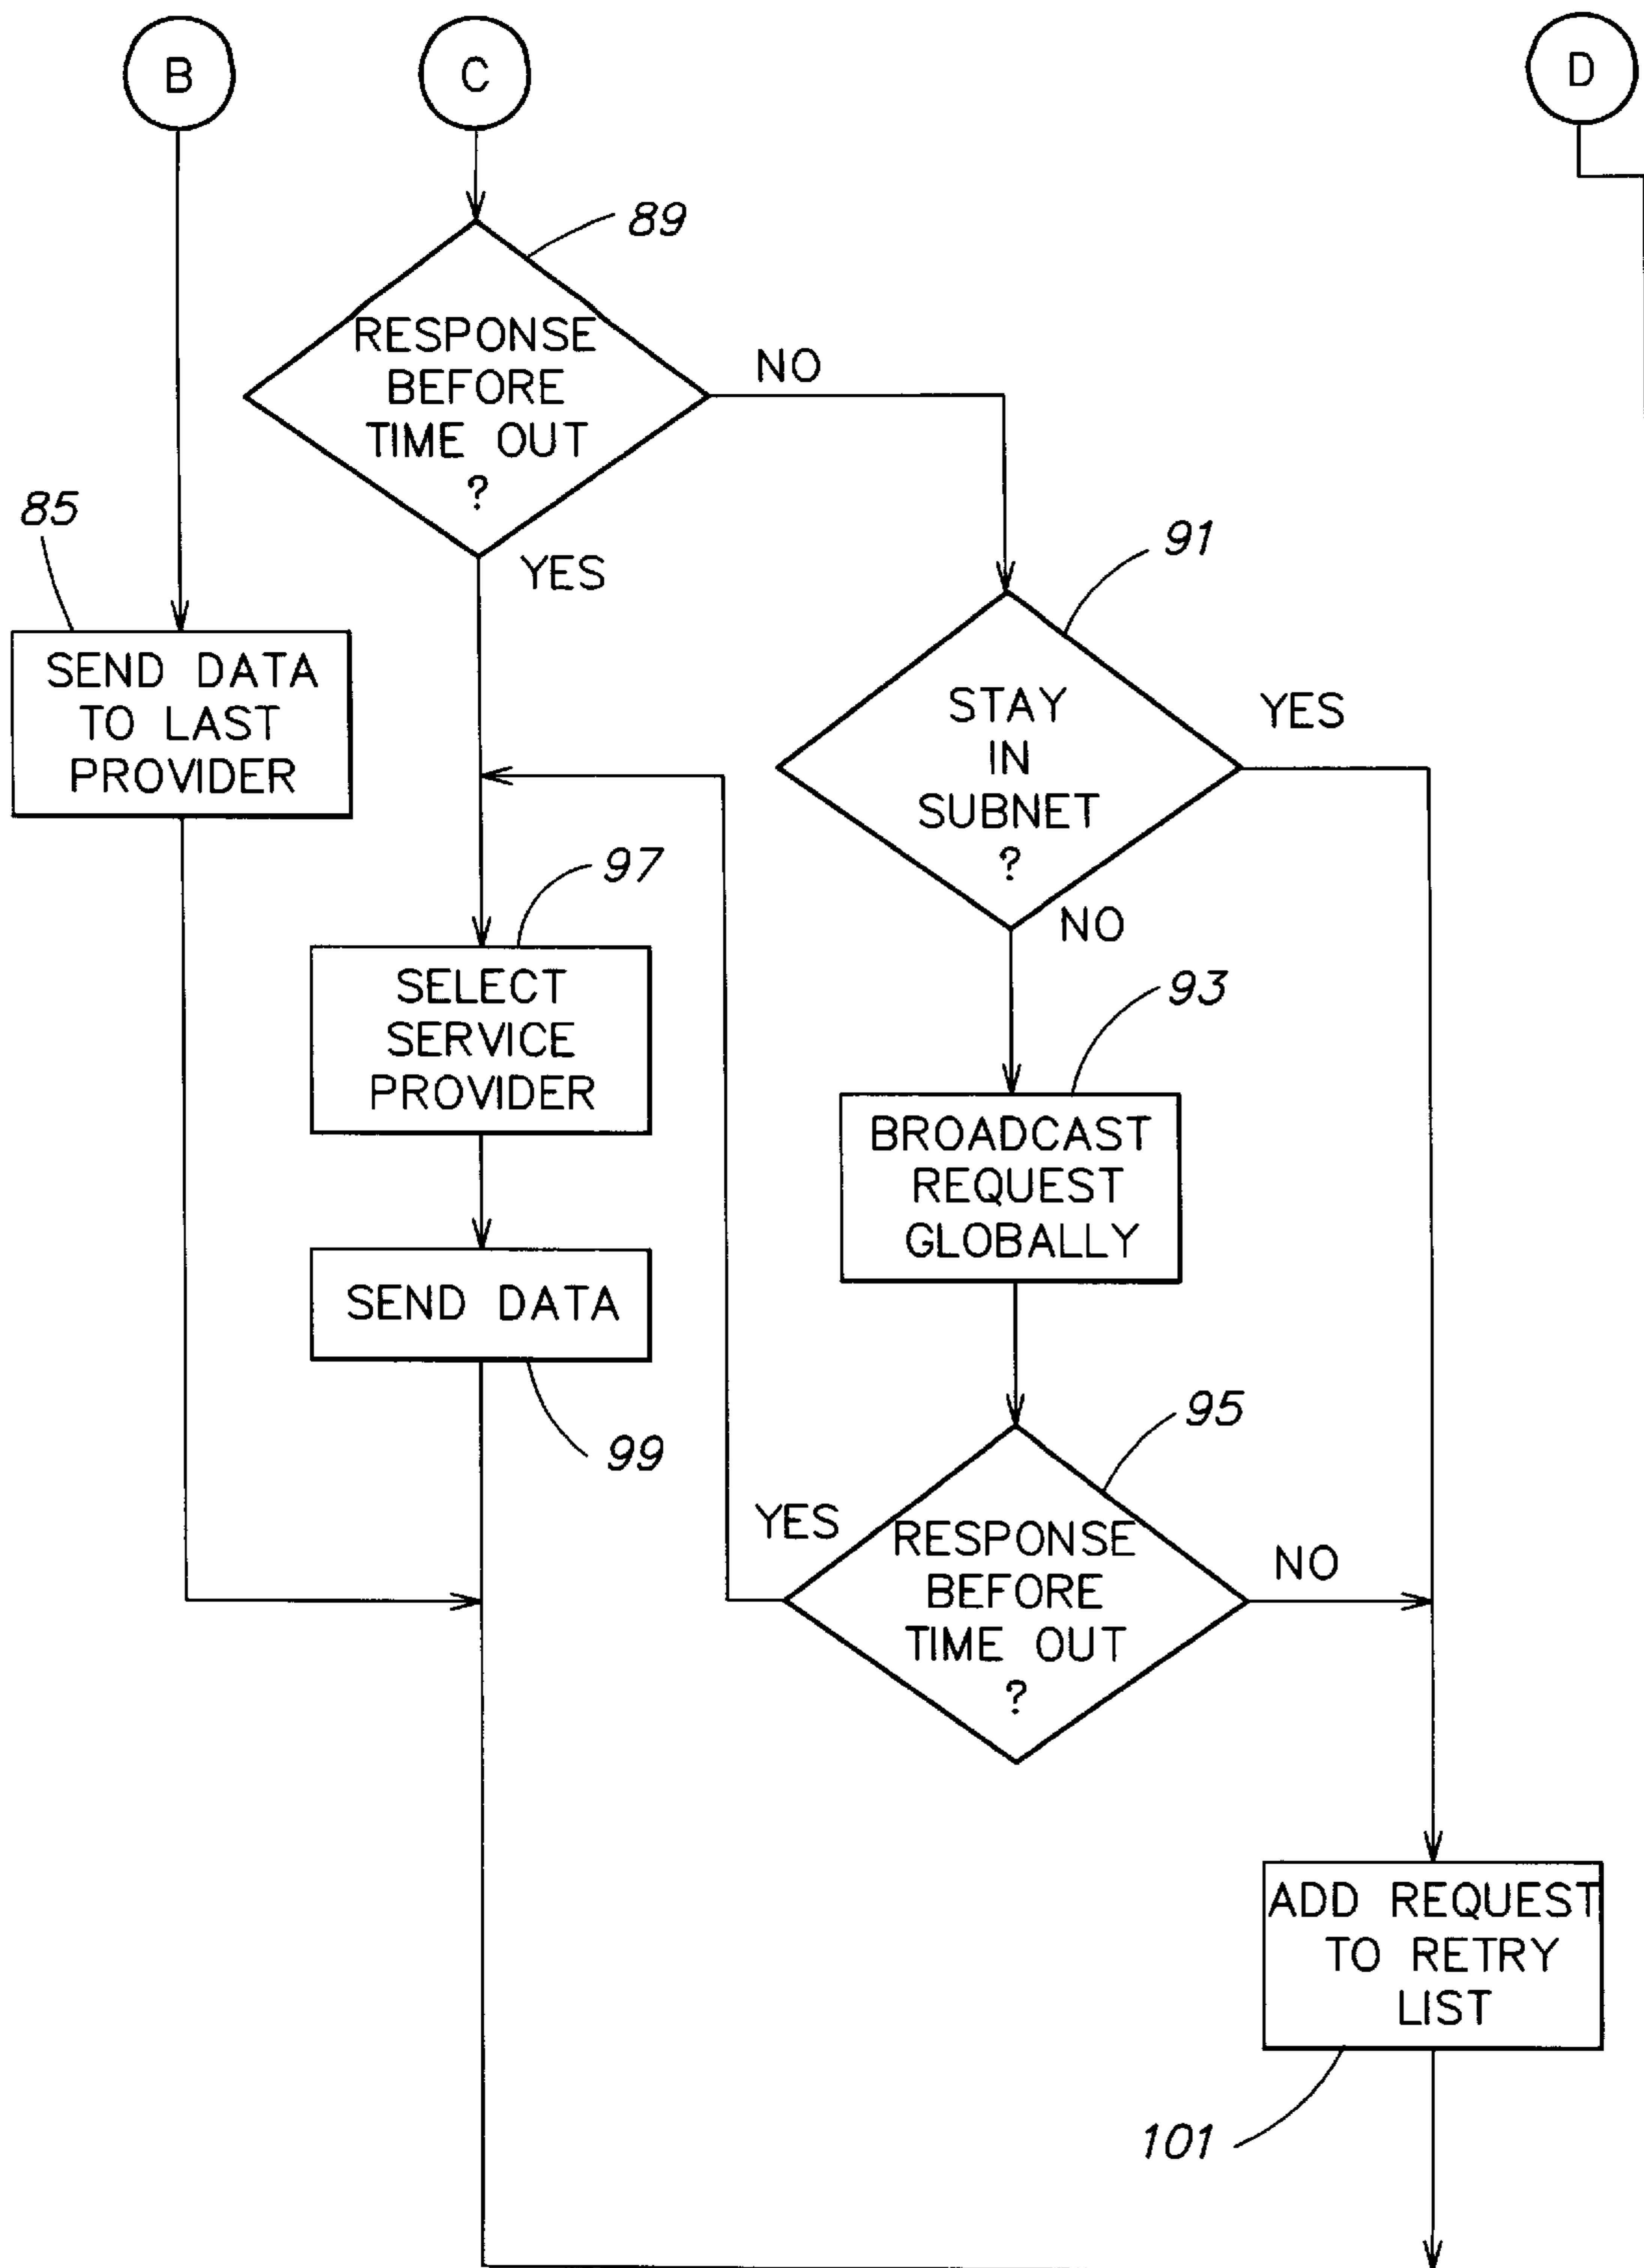 B
C
D
89
RESPONSE
BEFORE
TIME OUT
?
NO
YES
85
SEND DATA
TO LAST
PROVIDER
91
STAY
IN
SUBNET
?
YES
NO
97
SELECT
SERVICE
PROVIDER
93
BROADCAST
REQUEST
GLOBALLY
SEND DATA
99
95
YES
RESPONSE
BEFORE
TIME OUT
?
NO
ADD REQUEST
TO RETRY
LIST
101